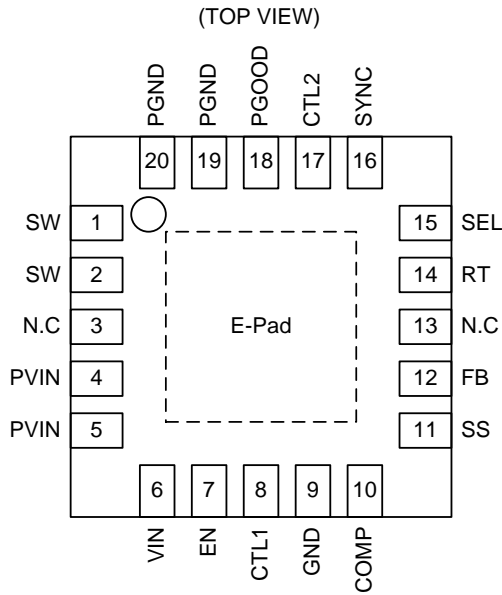 (TOP VIEW)
PGND
PGND
PGOOD
CTL2
SYNC
20
19
18
17
16
SW 1
15 SEL
SW 2
14 RT
N.C 3
E-Pad
13 N.C
PVIN 4
12 FB
PVIN 5
11 SS
6
7
8
9
10
VIN
EN
CTL1
GND
COMP